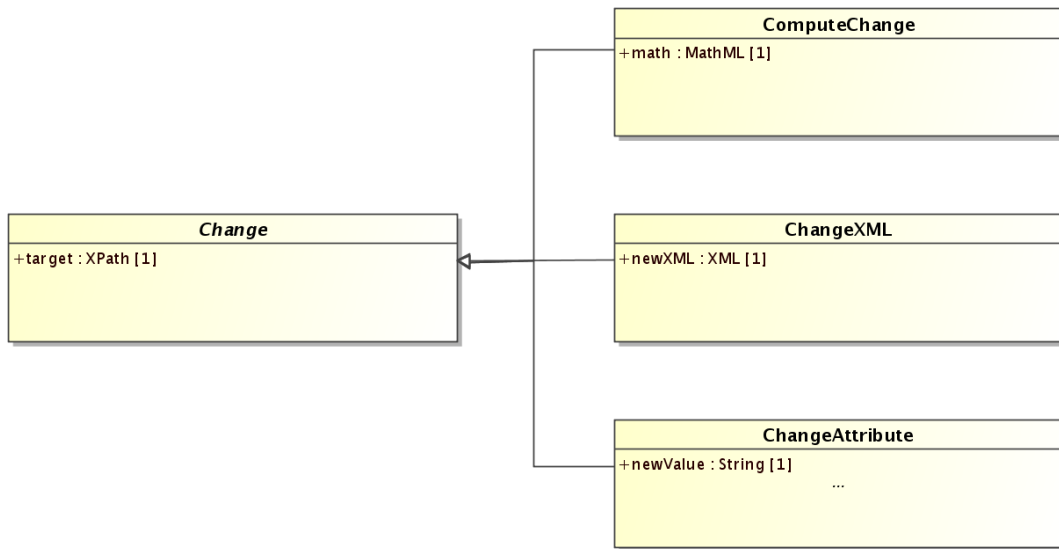 ComputeChange
+math : MathML [1]
Change
+target : XPath [1]
ChangeXML
+newXML : XML [1]
ChangeAttribute
+newValue : String [1]
...